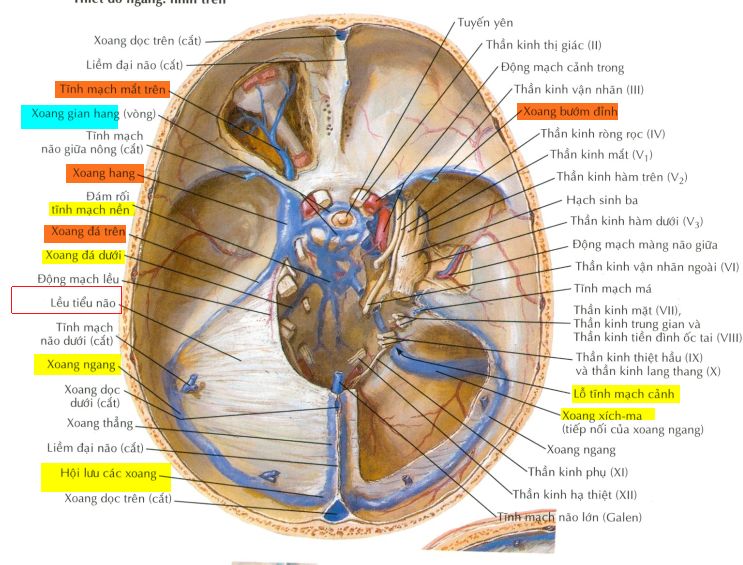 Thiết đồ ngang: nhìn trên
Xoang dọc trên (cắt)
Liềm đại não (cắt)
Tĩnh mạch mắt trên
Xoang gian hang (vòng)
Tĩnh mạch
não giữa nông (cắt)
Xoang hang
Đám rối
tĩnh mạch nền
Xoang đá trên
Xoang đá dưới
Động mạch lều
Lều tiểu não
Tĩnh mạch
não dưới (cắt)
Xoang ngang
Xoang dọc
dưới (cắt)
Xoang thẳng
Liềm đại não (cắt)
Hội lưu các xoang
Xoang dọc trên (cắt)
Tuyến yên
Thần kinh thị giác (II)
Động mạch cảnh trong
Thần kinh vận nhãn (III)
Xoang bướm đỉnh
Thần kinh ròng rọc (IV)
Thần kinh mắt (V₁)
Thần kinh hàm trên (V₂)
Hạch sinh ba
Thần kinh hàm dưới (V₃)
Động mạch màng não giữa
Thần kinh vận nhãn ngoài (VI)
Tĩnh mạch má
Thần kinh mặt (VII),
Thần kinh trung gian và
Thần kinh tiền đình ốc tai (VIII)
Thần kinh thiệt hầu (IX)
và thần kinh lang thang (X)
Lỗ tĩnh mạch cảnh
Xoang xích-ma
(tiếp nối của xoang ngang)
Xoang ngang
Thần kinh phụ (XI)
Thần kinh hạ thiệt (XII)
Tĩnh mạch não lớn (Galen)